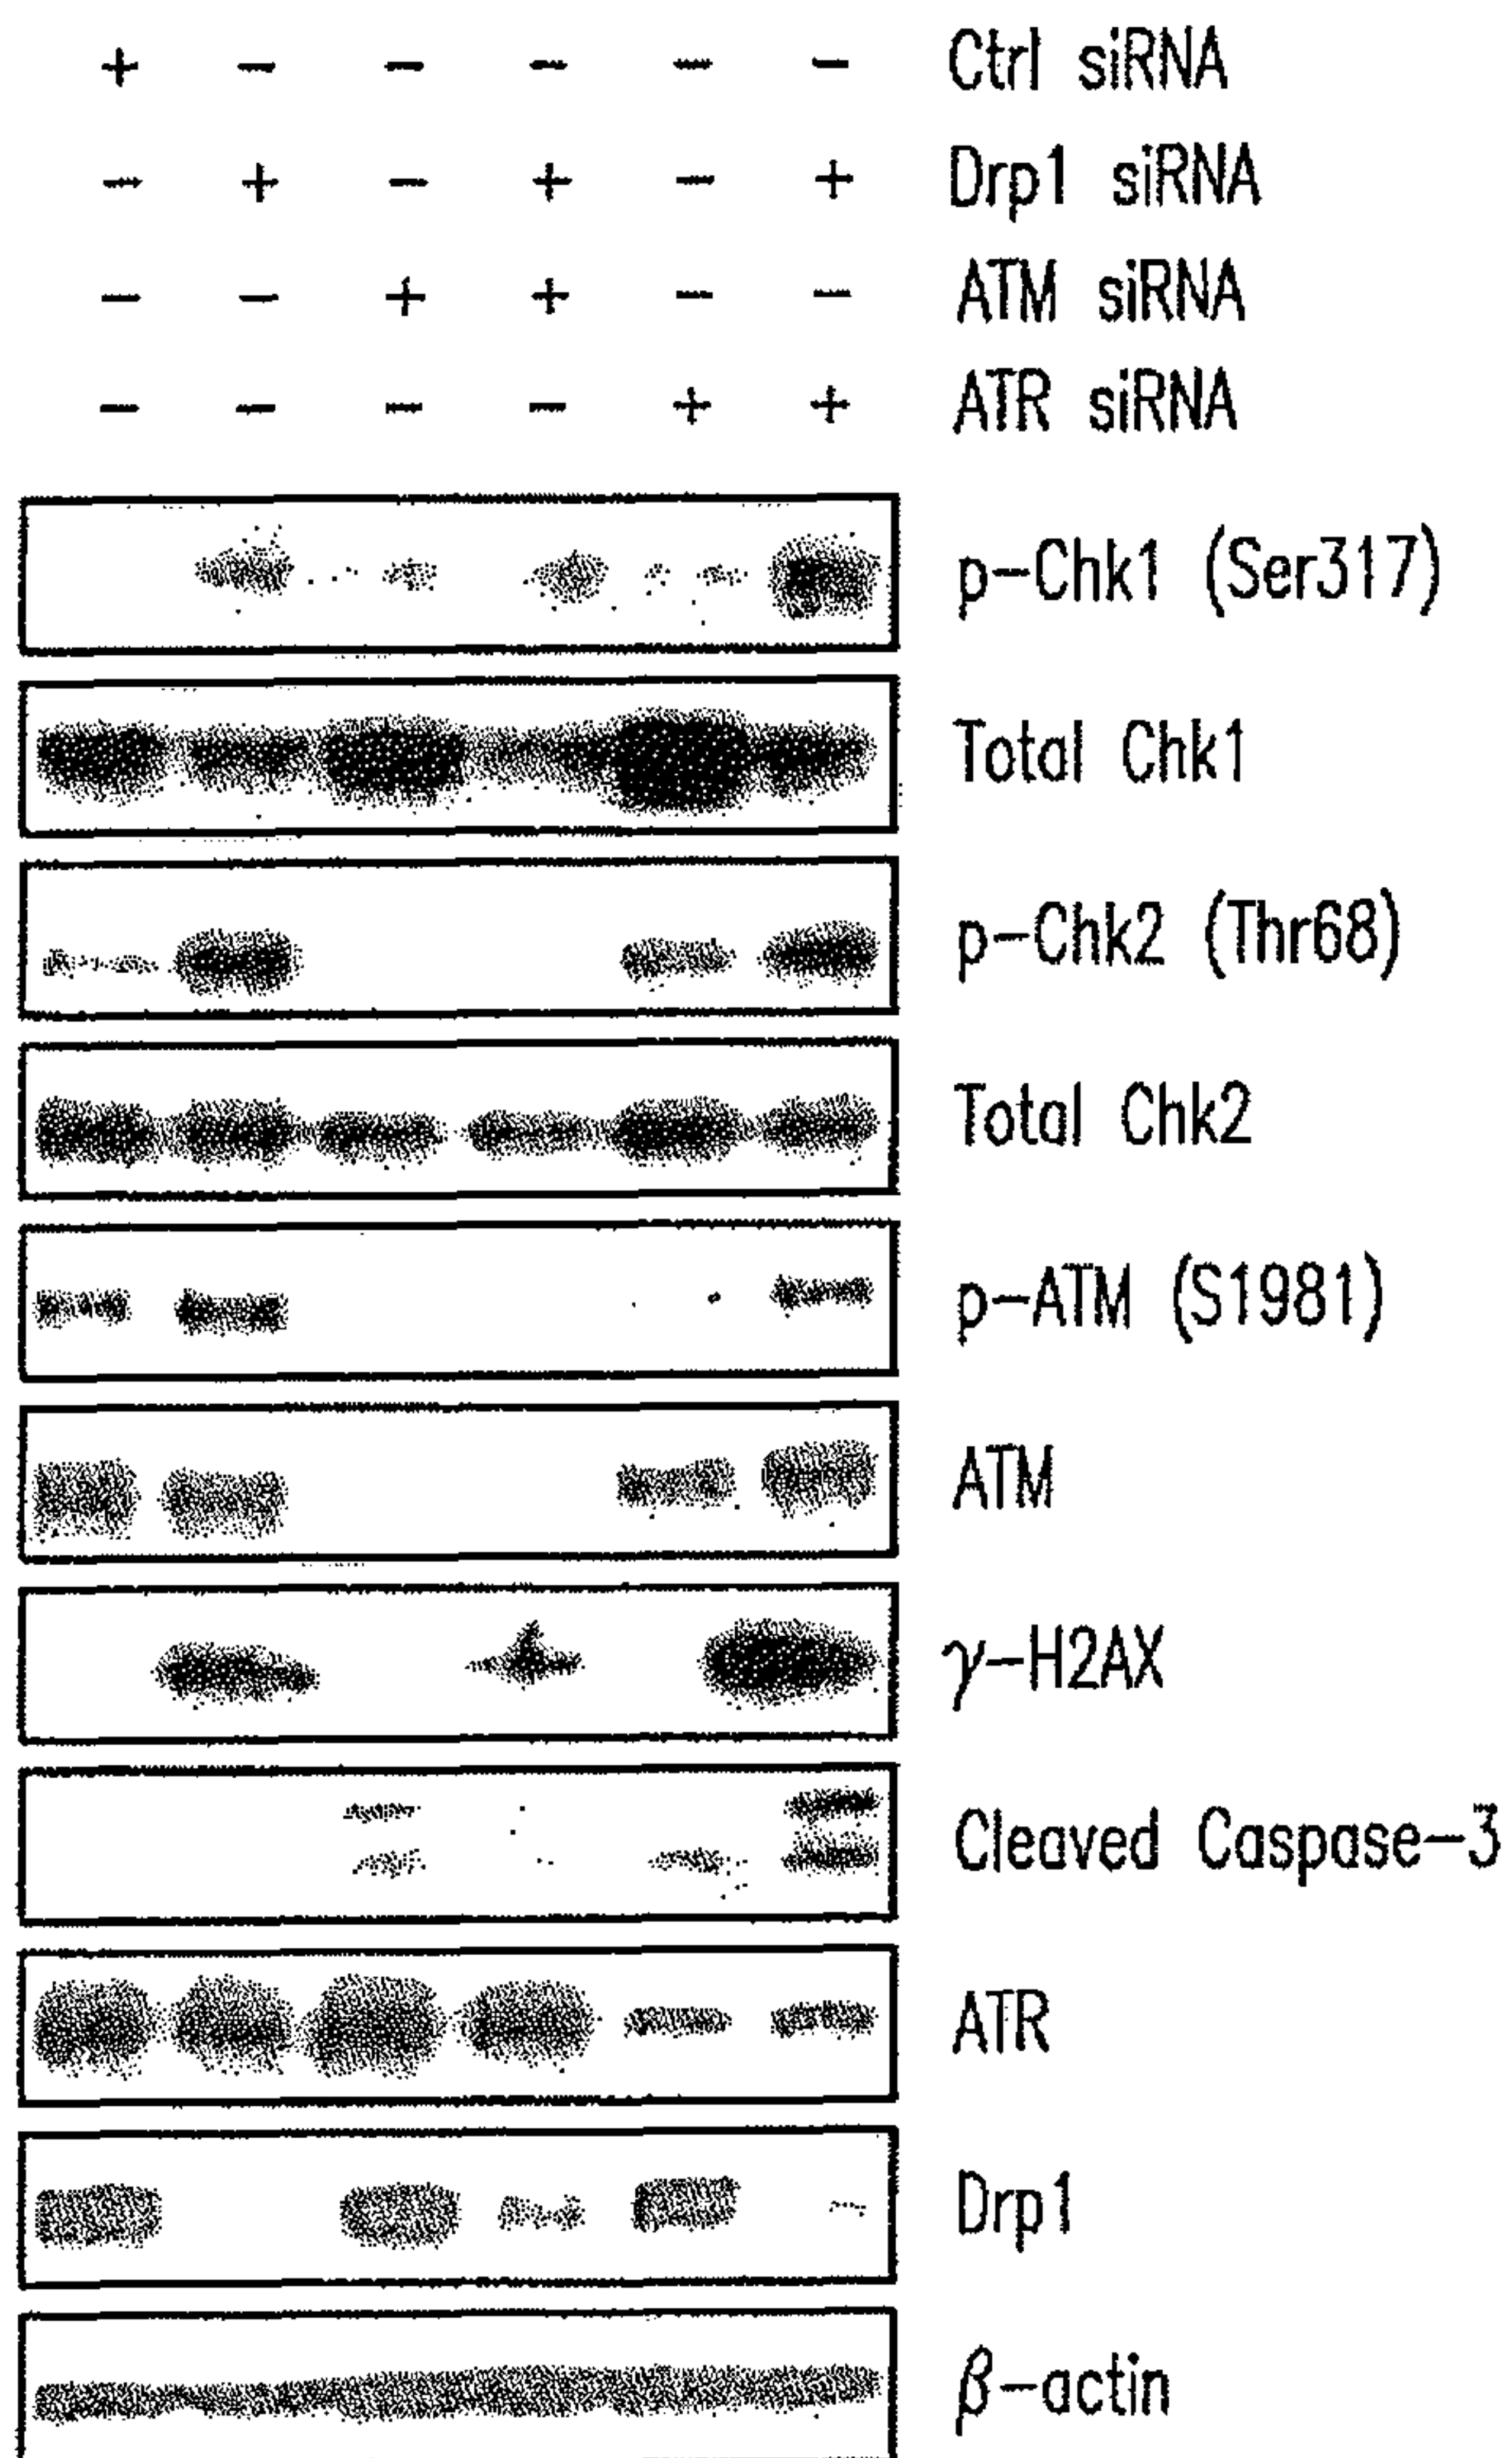 + − − − − − Ctrl siRNA
− + − + − + Drp1 siRNA
− − + + − − ATM siRNA
− − − − + + ATR siRNA
p−Chk1 (Ser317)
Total Chk1
p−Chk2 (Thr68)
Total Chk2
p−ATM (S1981)
ATM
γ−H2AX
Cleaved Caspase−3
ATR
Drp1
β−actin